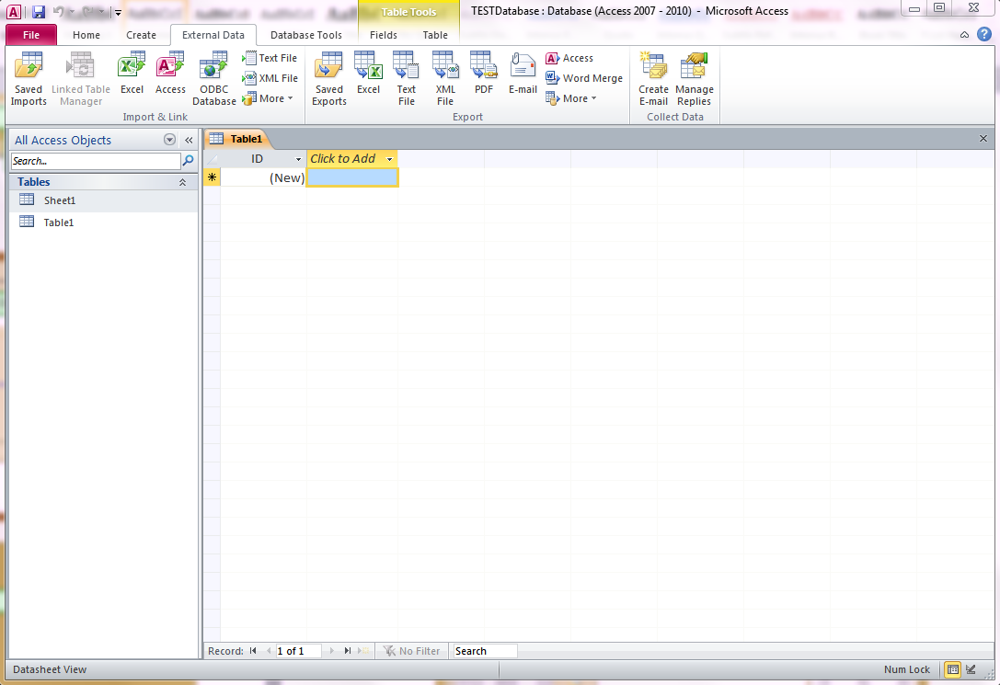 Table Tools
TESTDatabase : Database (Access 2007 - 2010) - Microsoft Access
File Home Create External Data Database Tools Fields Table
Saved Imports
Linked Table Manager
Excel
Access
ODBC Database
Text File
XML File
More
Import & Link
Saved Exports
Excel
Text File
XML File
PDF
E-mail
Access
Word Merge
More
Export
Create E-mail
Manage Replies
Collect Data
All Access Objects
Search...
Tables
Sheet1
Table1
Table1
ID Click to Add
(New)
Record: 1 of 1 No Filter Search
Datasheet View Num Lock